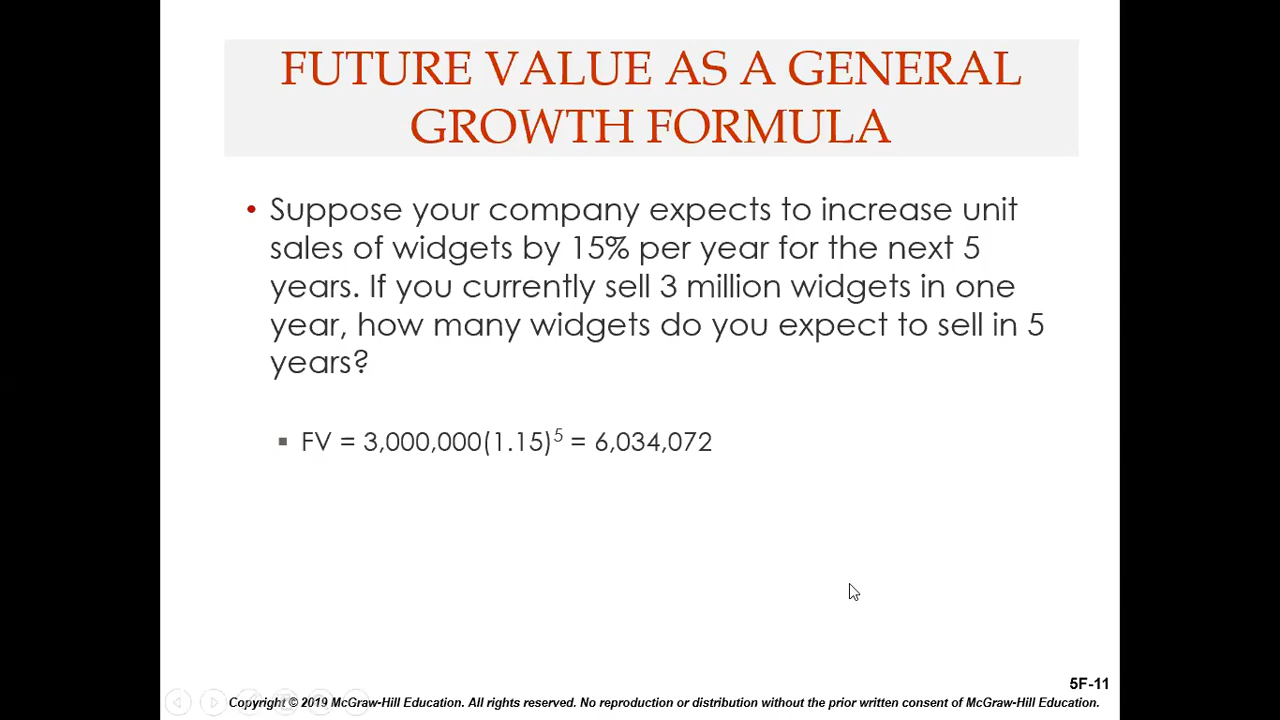 FUTURE VALUE AS A GENERAL
GROWTH FORMULA
• Suppose your company expects to increase unit
sales of widgets by 15% per year for the next 5
years. If you currently sell 3 million widgets in one
year, how many widgets do you expect to sell in 5
years?
▪ FV = 3,000,000(1.15)⁵ = 6,034,072
5F-11
Copyright © 2019 McGraw-Hill Education. All rights reserved. No reproduction or distribution without the prior written consent of McGraw-Hill Education.